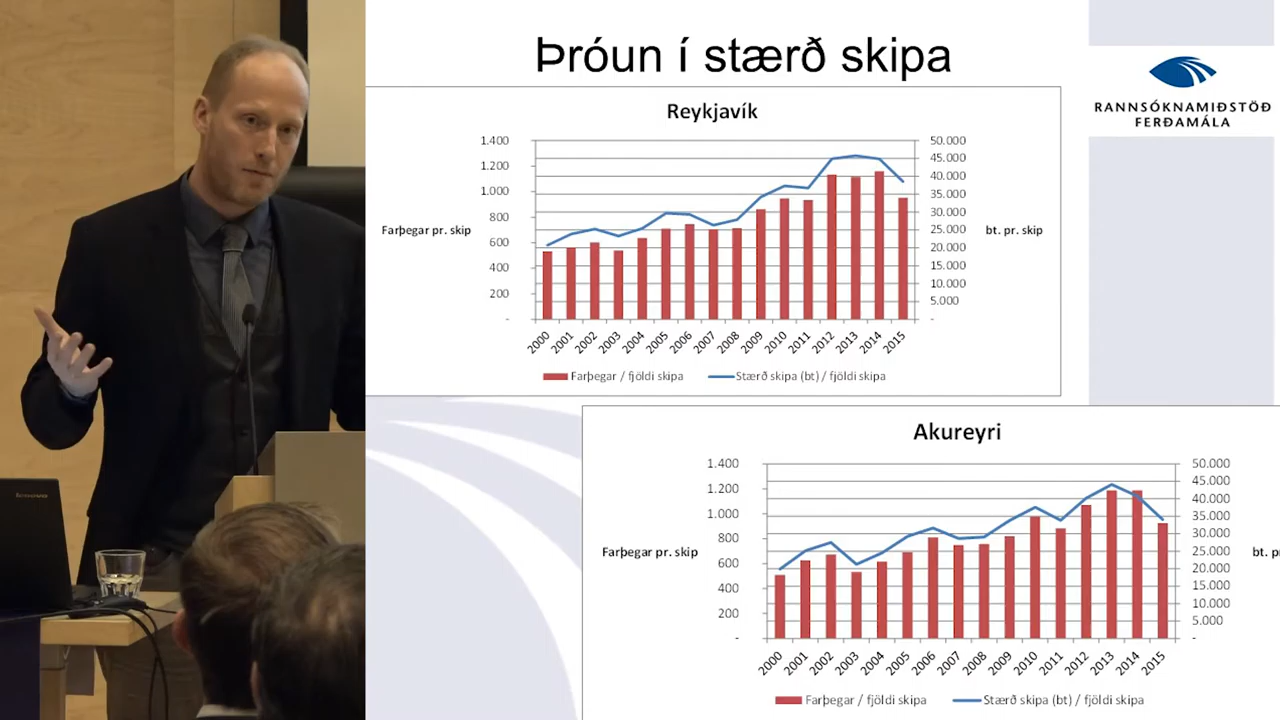 Þróun í stærð skipa
RANNSÓKNAMIÐSTÖÐ
FERÐAMÁLA
Reykjavík
1.400
1.200
1.000
800
600
400
200
-
Farþegar pr. skip
50.000
45.000
40.000
35.000
30.000
25.000
20.000
15.000
10.000
5.000
-
bt. pr. skip
2000 2001 2002 2003 2004 2005 2006 2007 2008 2009 2010 2011 2012 2013 2014 2015
Farþegar / fjöldi skipa Stærð skipa (bt) / fjöldi skipa
Akureyri
1.400
1.200
1.000
800
600
400
200
-
Farþegar pr. skip
50.000
45.000
40.000
35.000
30.000
25.000
20.000
15.000
10.000
5.000
-
bt. p
2000 2001 2002 2003 2004 2005 2006 2007 2008 2009 2010 2011 2012 2013 2014 2015
Farþegar / fjöldi skipa Stærð skipa (bt) / fjöldi skipa